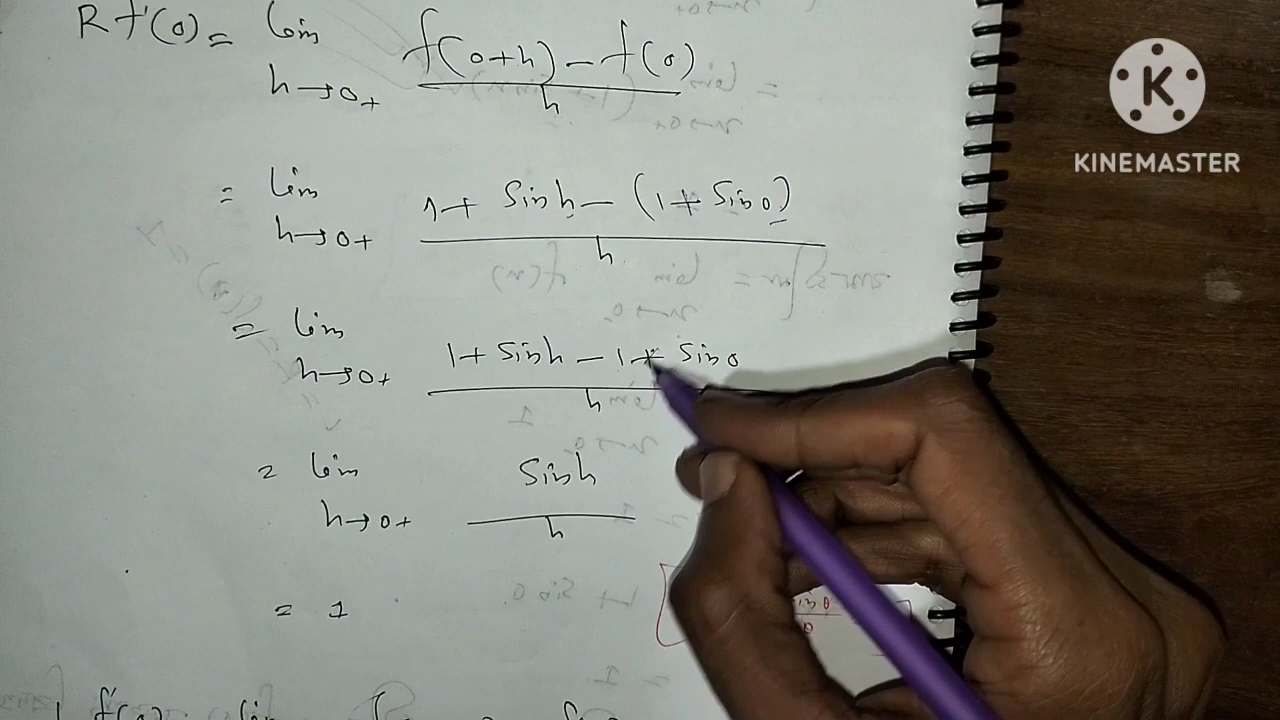 Rf'(0) = lim h→0+ f(0+h) - f(0) / h
= lim h→0+ 1 + Sinh - (1 + Sin0) / h
= lim h→0+ 1 + Sinh - 1 + Sin0 / h
= lim h→0+ Sinh / h
= 1
K
KINEMASTER